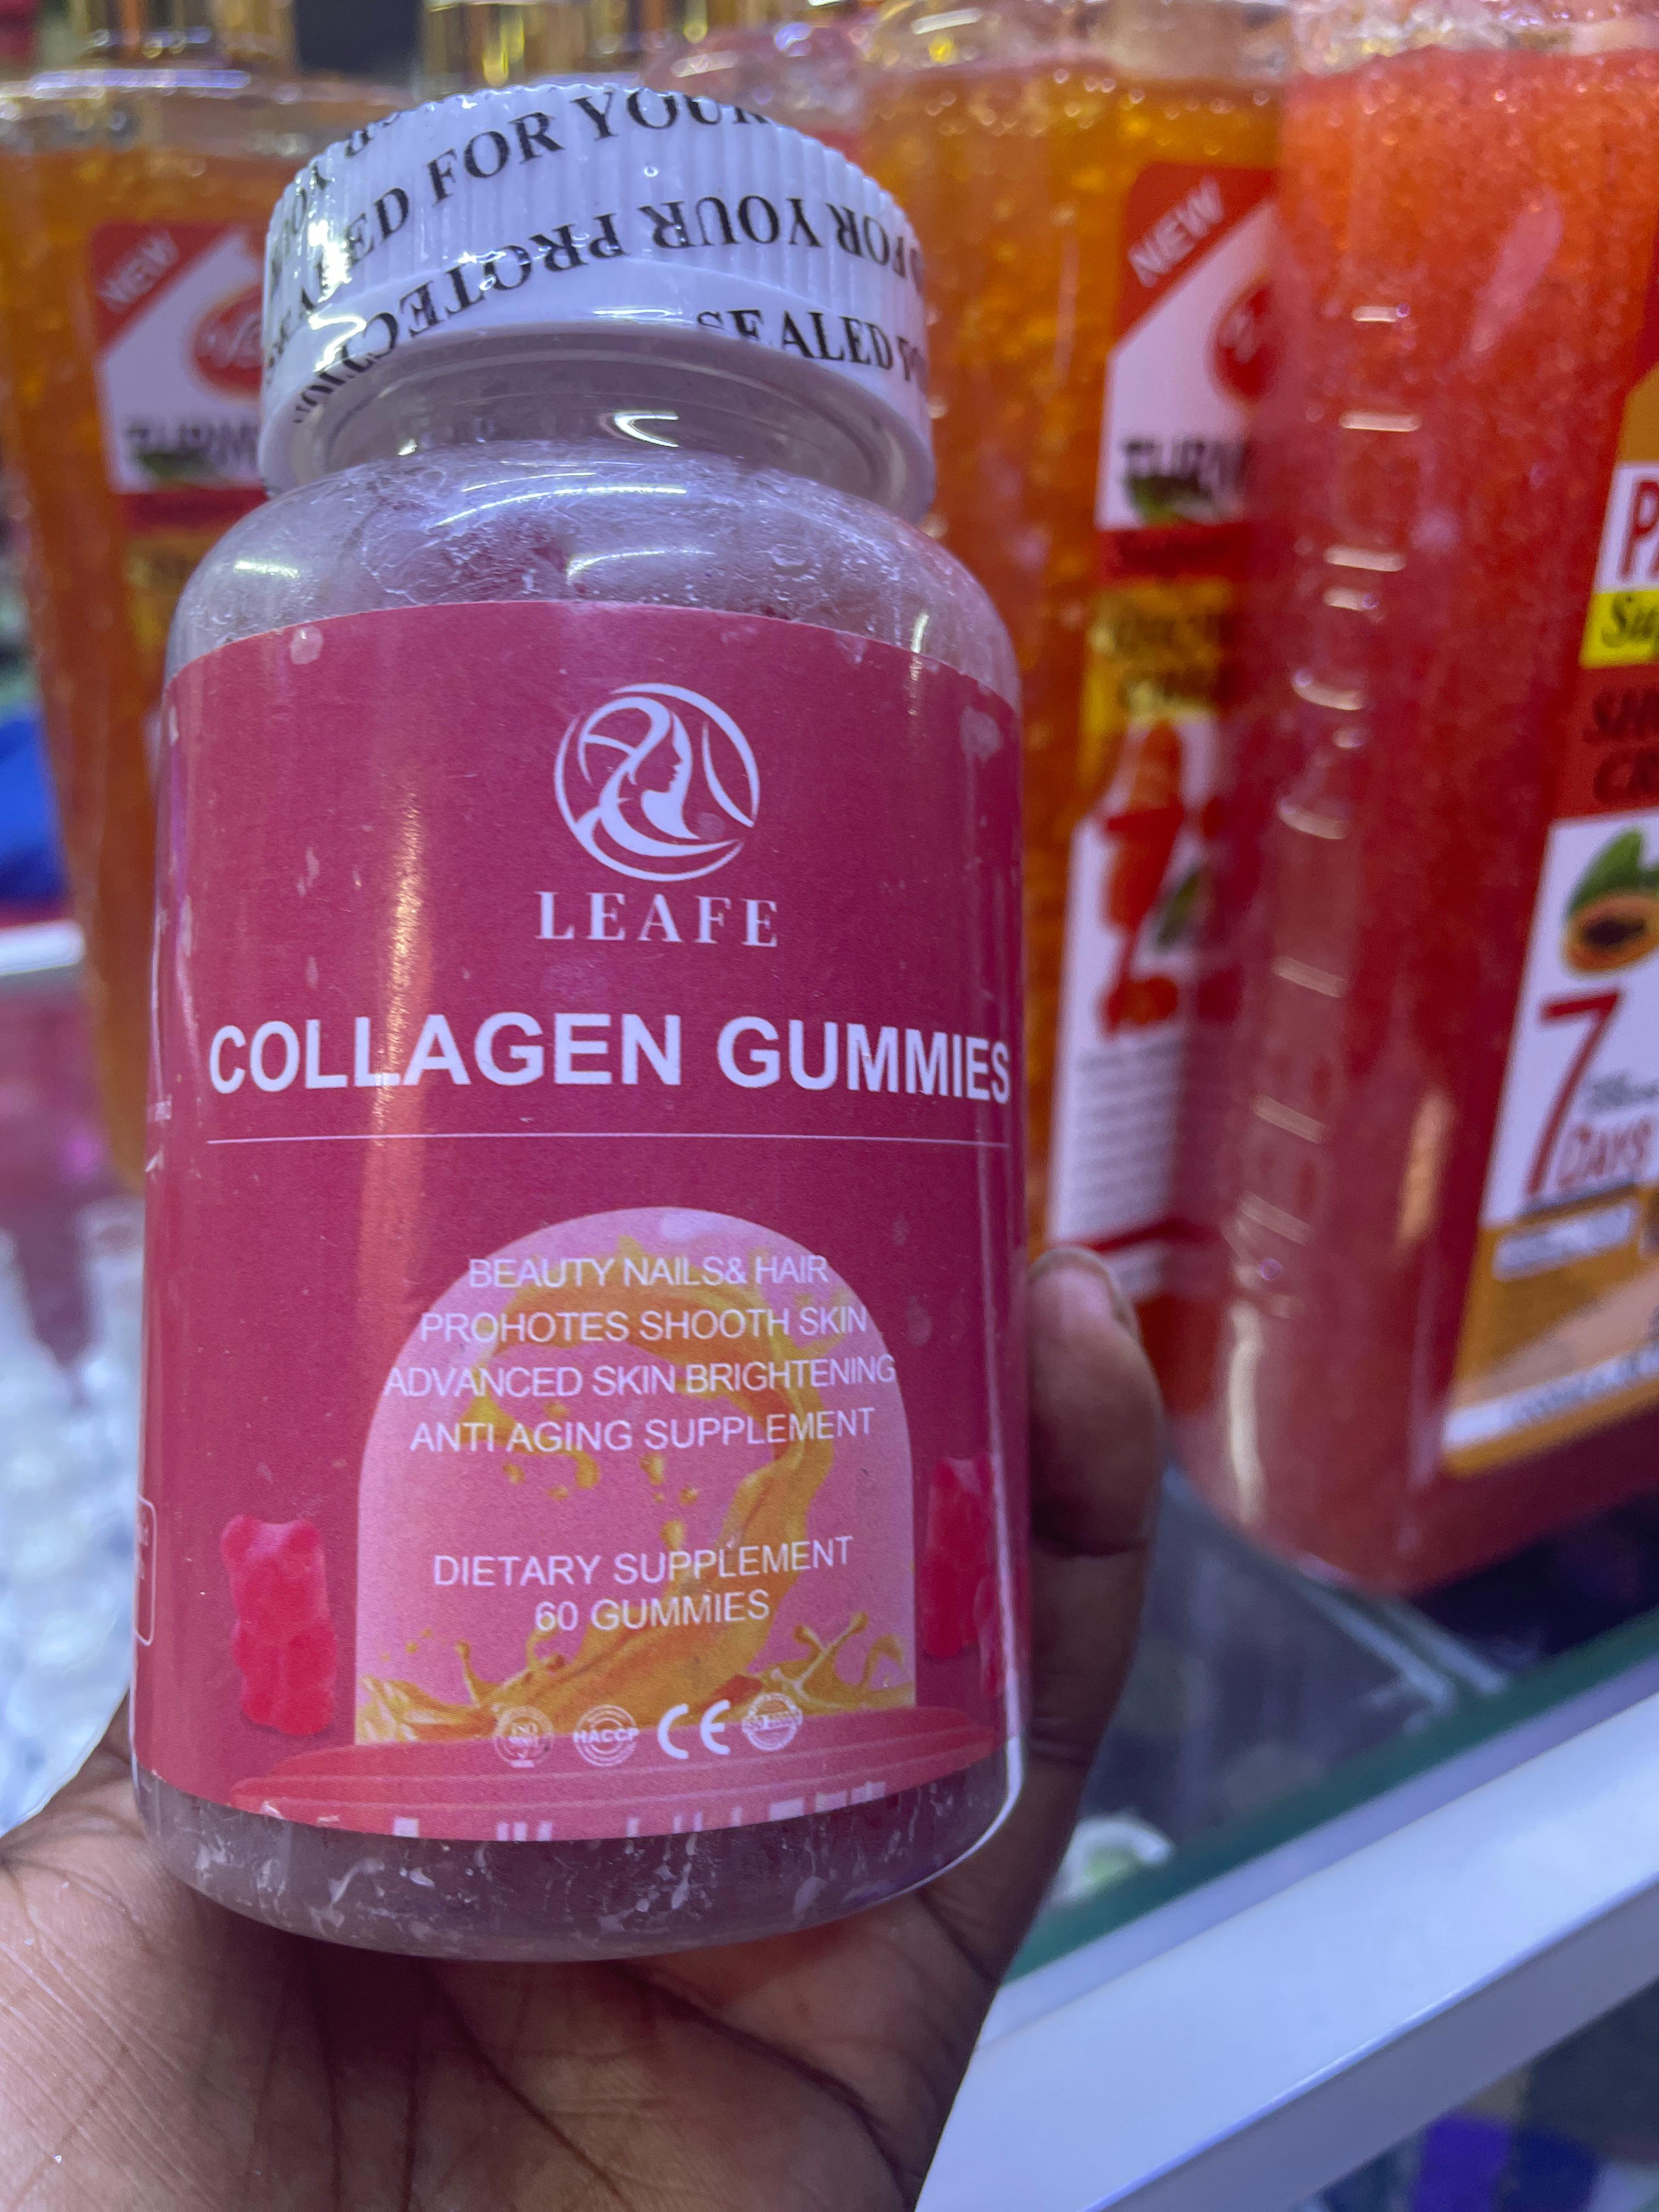 SEALED FOR YOUR PROTECTION
LEAFE
COLLAGEN GUMMIES
BEAUTY NAILS& HAIR
PROHOTES SHOOTH SKIN
ADVANCED SKIN BRIGHTENING
ANTI AGING SUPPLEMENT
DIETARY SUPPLEMENT
60 GUMMIES
ISO
HACCP
CE
NEW
NEW
7
DAYS